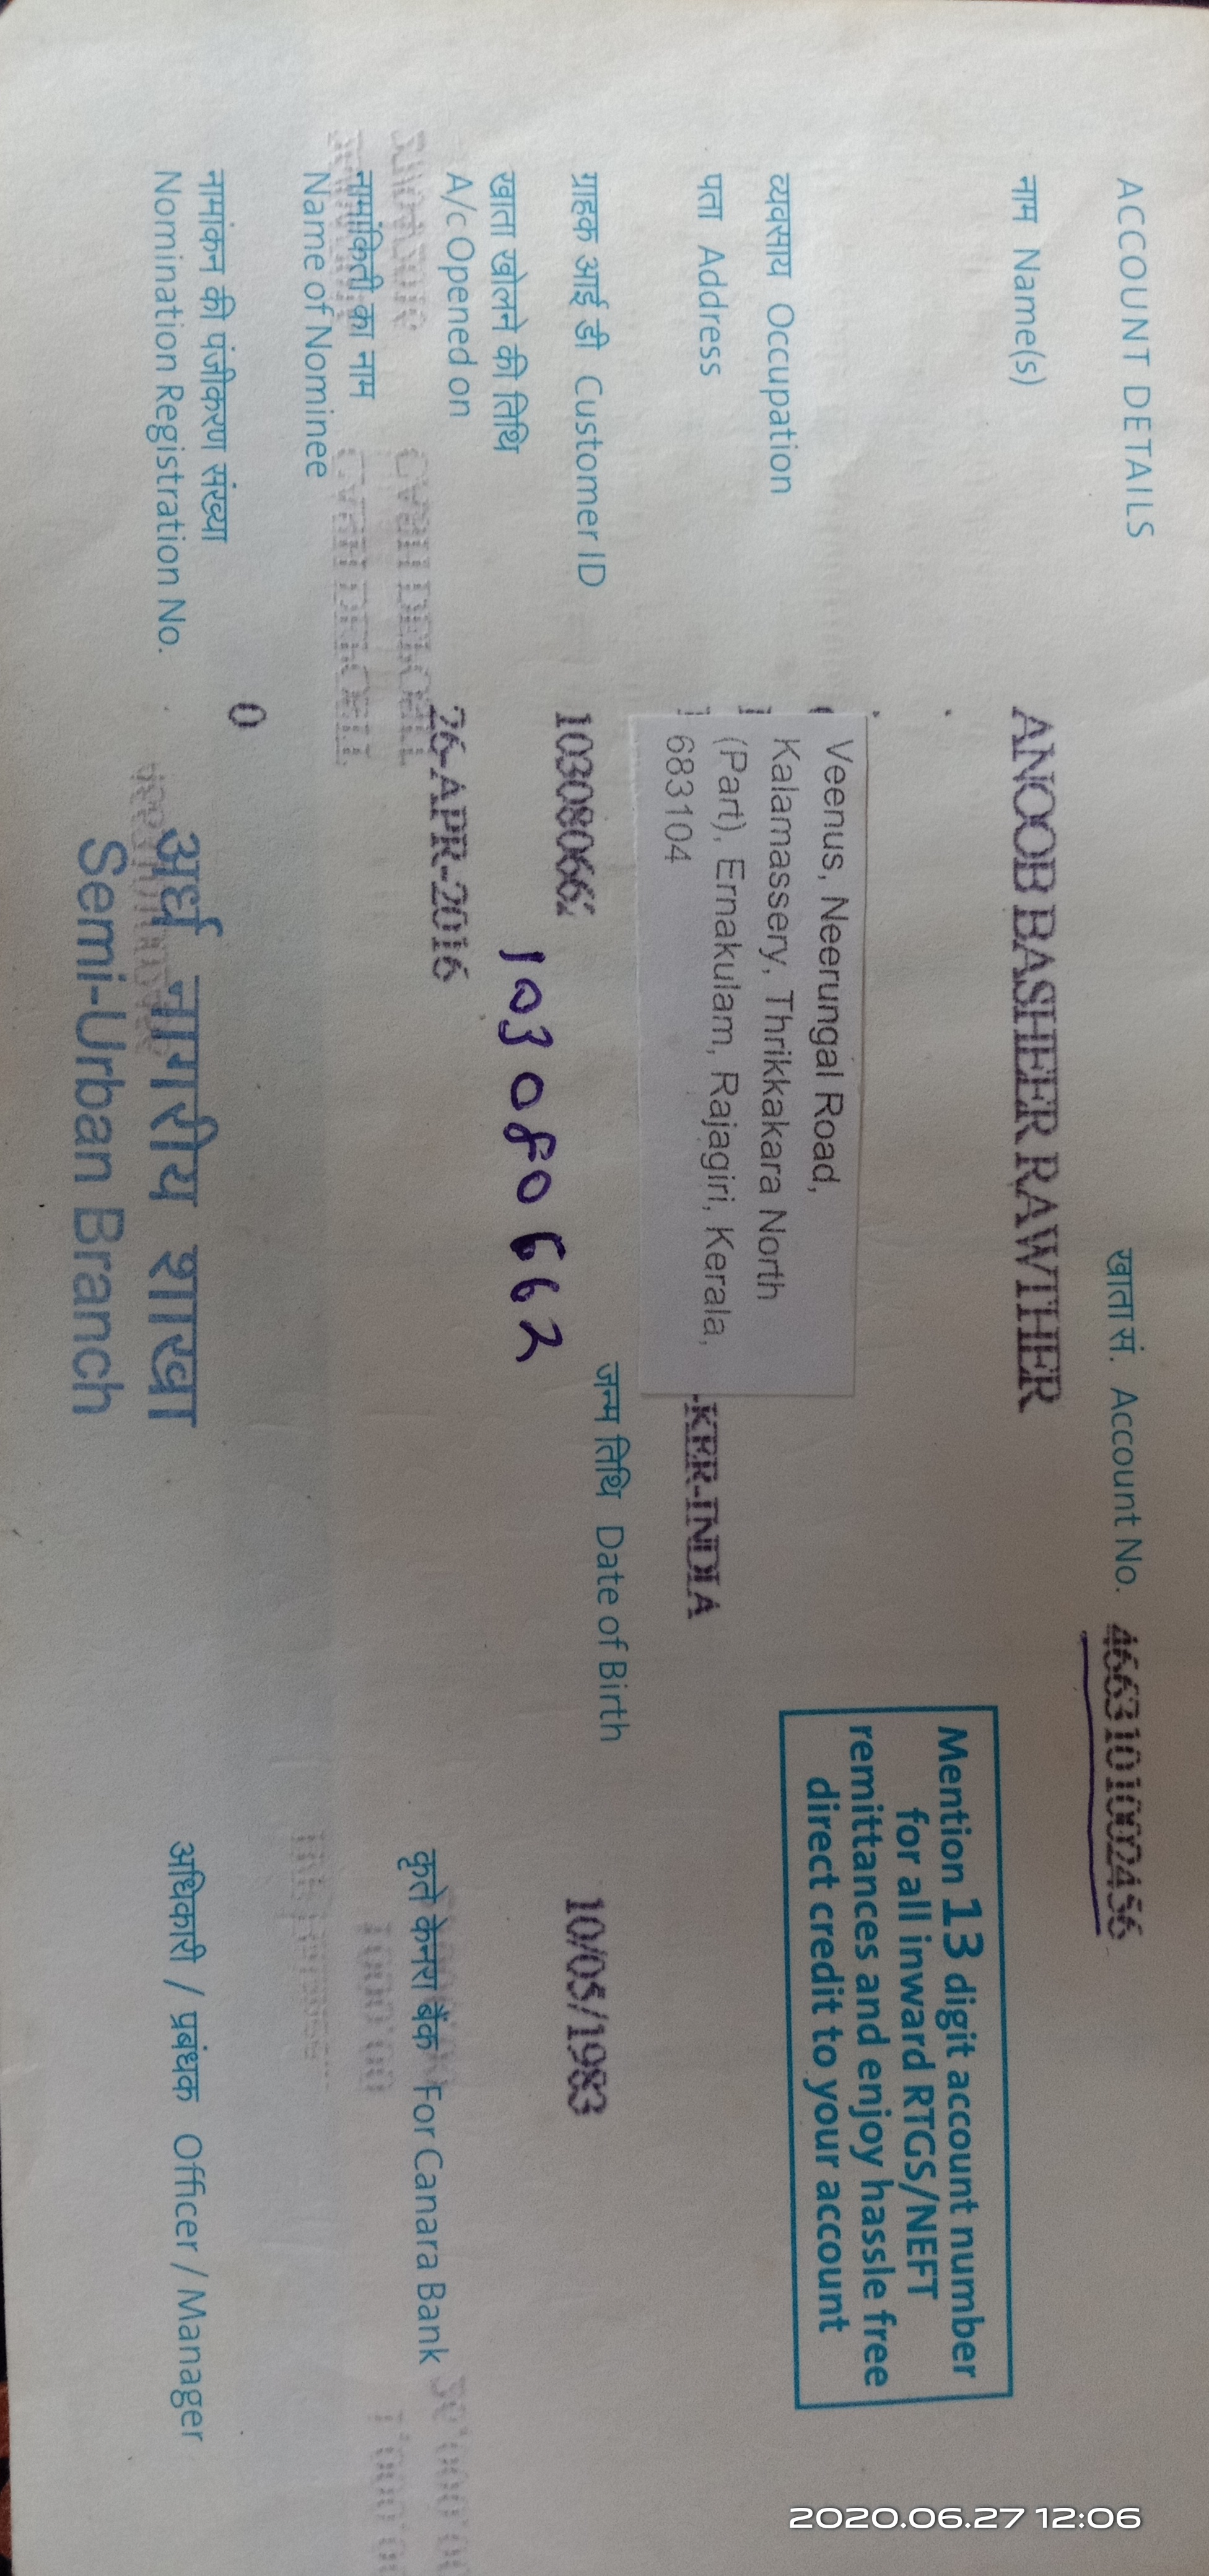 ACCOUNT DETAILS
खाता सं. Account No. 4663101002456
नाम Name(s) ANOOB BASHEER RAWTHER
Mention 13 digit account number
for all inward RTGS/NEFT
remittances and enjoy hassle free
direct credit to your account
व्यवसाय Occupation
पता Address
Veenus, Neerungal Road,
Kalamassery, Thrikkakara North
(Part), Ernakulam, Rajagiri, Kerala,
683104
-KER-INDIA
ग्राहक आई डी Customer ID 103080662
जन्म तिथि Date of Birth 10/05/1983
103080662
खाता खोलने की तिथि
A/c Opened on 26-APR-2016
कृते केनरा बैंक For Canara Bank
नामांकिती का नाम
Name of Nominee
0
नामांकन की पंजीकरण संख्या
Nomination Registration No.
अर्ध नागरीय शाखा
Semi-Urban Branch
अधिकारी / प्रबंधक Officer / Manager
2020.06.27 12:06